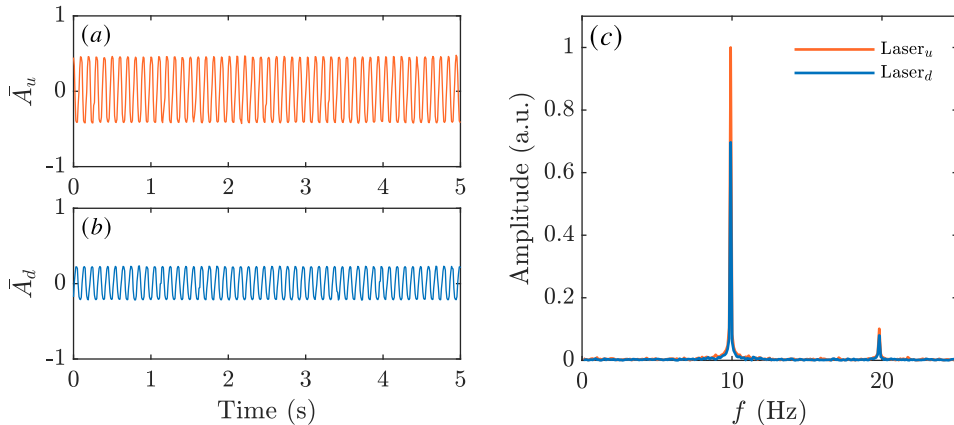 (a)
1
0
-1
Ā_u
0 1 2 3 4 5
(b)
1
0
-1
Ā_d
0 1 2 3 4 5
Time (s)
(c)
Laser_u
Laser_d
1
0.8
0.6
0.4
0.2
0
Amplitude (a.u.)
0 10 20
f (Hz)